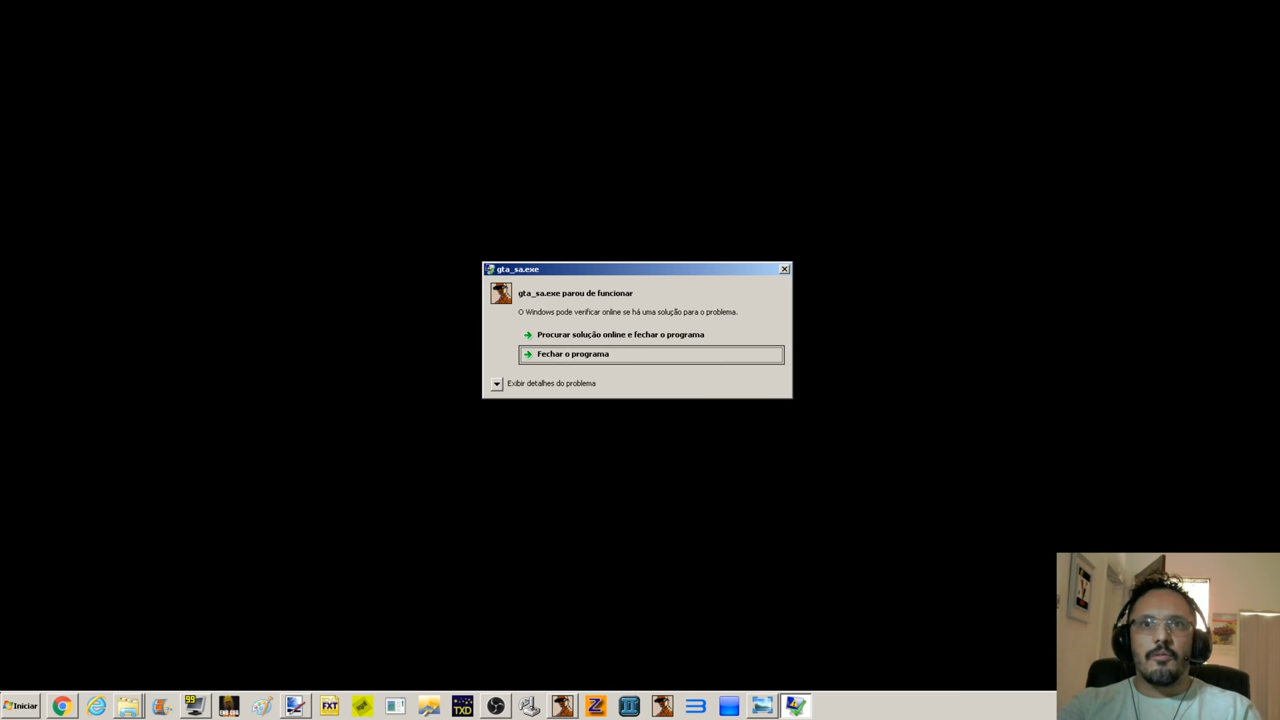 gta_sa.exe
gta_sa.exe parou de funcionar
O Windows pode verificar online se há uma solução para o problema.
Procurar solução online e fechar o programa
Fechar o programa
Exibir detalhes do problema
Iniciar
99
FXT
TXD